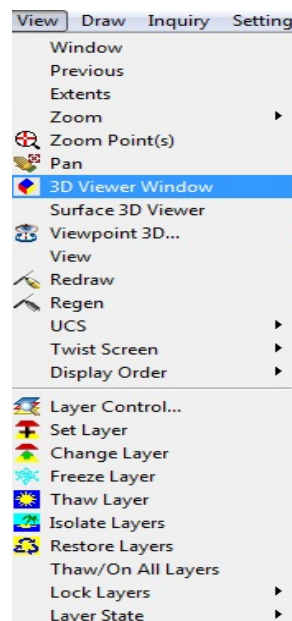 View Draw Inquiry Setting
Window
Previous
Extents
Zoom
Zoom Point(s)
Pan
3D Viewer Window
Surface 3D Viewer
Viewpoint 3D...
View
Redraw
Regen
UCS
Twist Screen
Display Order
Layer Control...
Set Layer
Change Layer
Freeze Layer
Thaw Layer
Isolate Layers
Restore Layers
Thaw/On All Layers
Lock Layers
Layer State